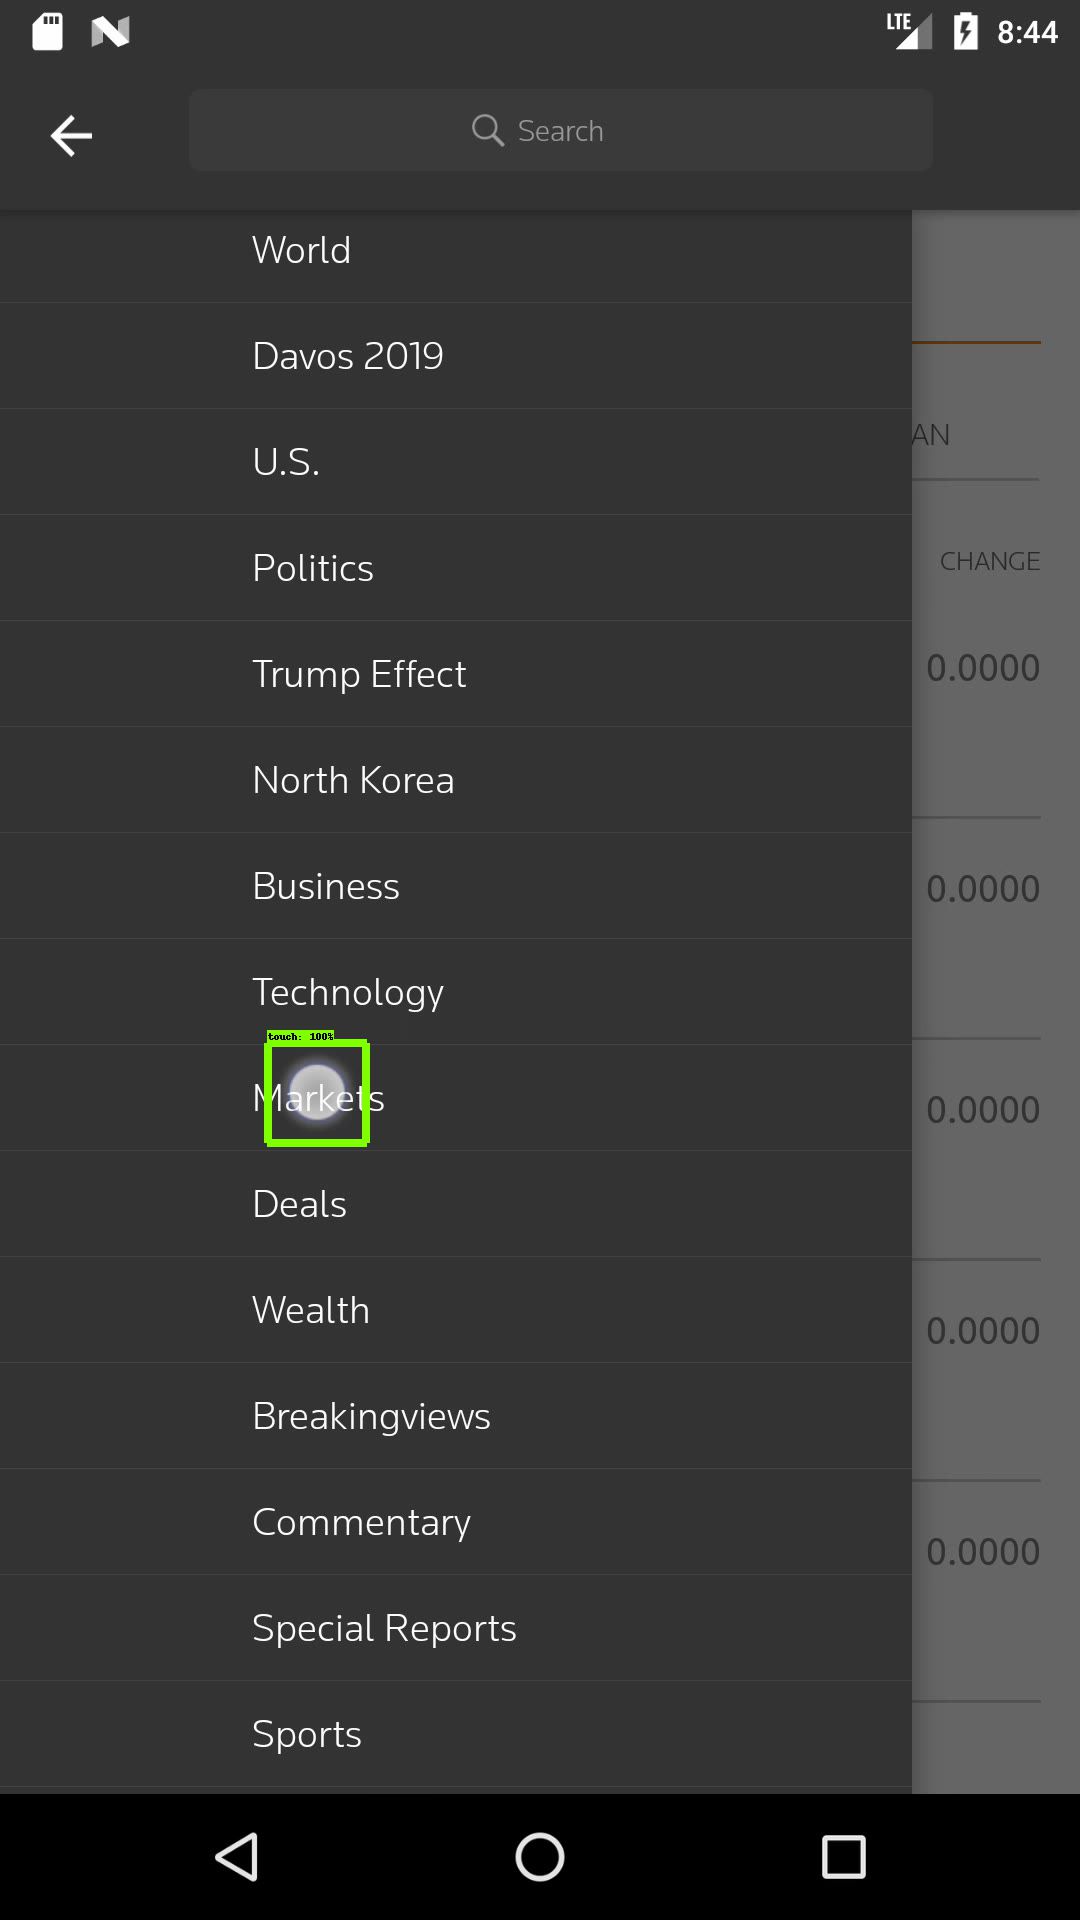 LTE 8:44
Search
World
Davos 2019
AN
U.S.
CHANGE
Politics
Trump Effect 0.0000
North Korea
Business 0.0000
Technology
touch: 100%
Markets 0.0000
Deals
Wealth 0.0000
Breakingviews
Commentary 0.0000
Special Reports
Sports